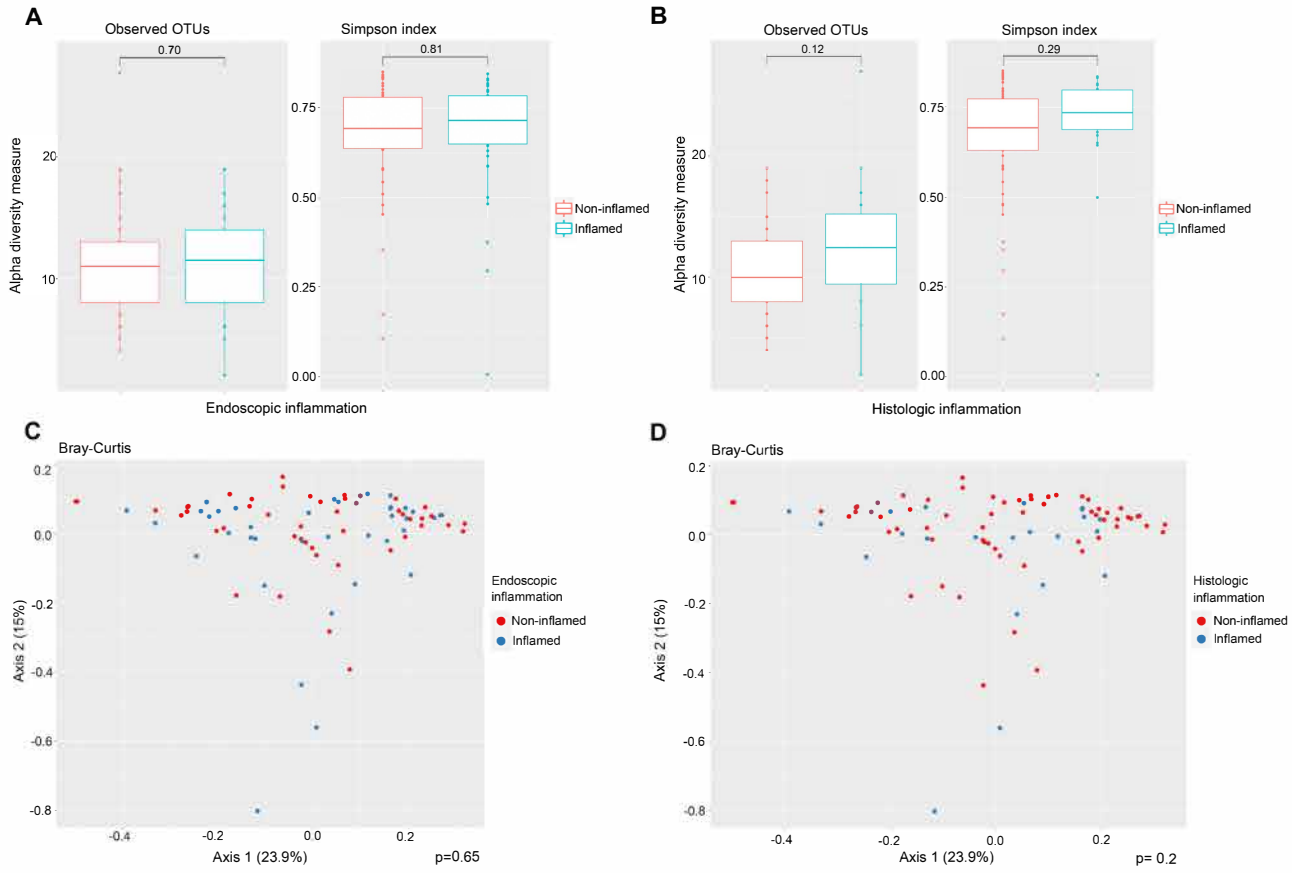 A
Observed OTUs
Simpson index
0.70
0.81
Alpha diversity measure
20
10
0.75
0.50
0.25
0.00
Non-inflamed
Inflamed
Endoscopic inflammation
B
Observed OTUs
Simpson index
0.12
0.29
Alpha diversity measure
20
10
0.75
0.50
0.25
0.00
Non-inflamed
Inflamed
Histologic inflammation
C
Bray-Curtis
Axis 2 (15%)
0.2
0.0
-0.2
-0.4
-0.6
-0.8
-0.4
-0.2
0.0
0.2
Axis 1 (23.9%)
p=0.65
Endoscopic
inflammation
Non-inflamed
Inflamed
D
Bray-Curtis
Axis 2 (15%)
0.2
0.0
-0.2
-0.4
-0.6
-0.8
-0.4
-0.2
0.0
0.2
Axis 1 (23.9%)
p= 0.2
Histologic
inflammation
Non-inflamed
Inflamed